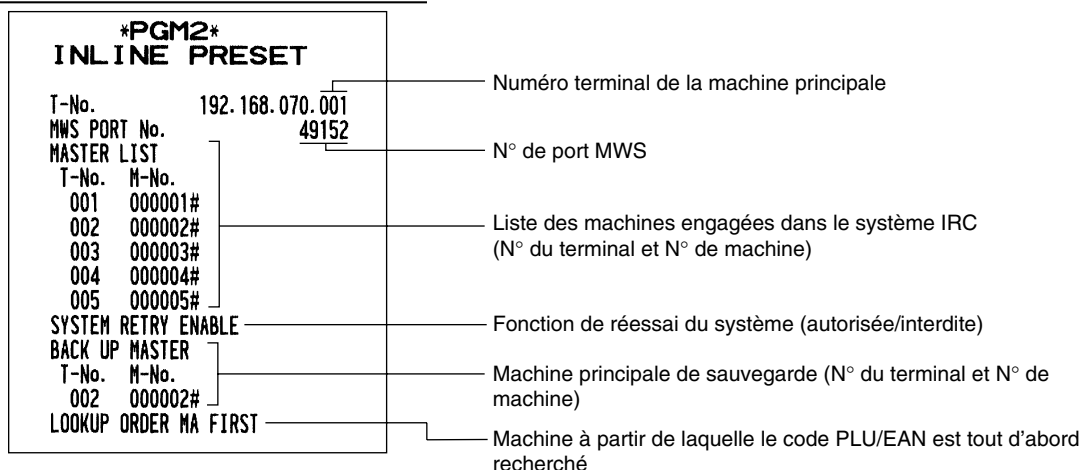 *PGM2*
INLINE PRESET
T-No. 192.168.070.001
MWS PORT No. 49152
MASTER LIST
T-No. M-No.
001 000001#
002 000002#
003 000003#
004 000004#
005 000005#
SYSTEM RETRY ENABLE
BACK UP MASTER
T-No. M-No.
002 000002#
LOOKUP ORDER MA FIRST
Numéro terminal de la machine principale
N° de port MWS
Liste des machines engagées dans le système IRC
(N° du terminal et N° de machine)
Fonction de réessai du système (autorisée/interdite)
Machine principale de sauvegarde (N° du terminal et N° de
machine)
Machine à partir de laquelle le code PLU/EAN est tout d'abord
recherché